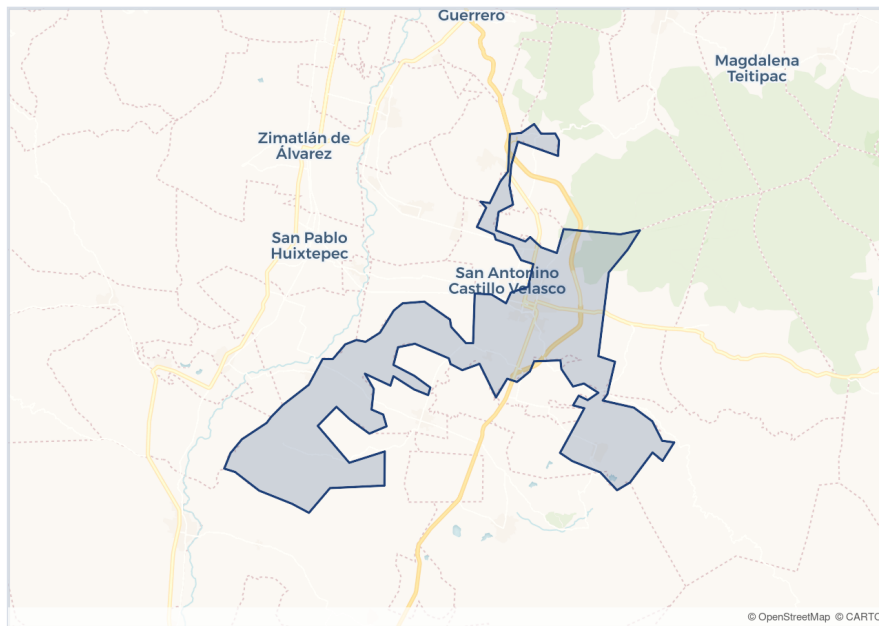 Guerrero
Magdalena
Teitipac
Zimatlán de
Álvarez
San Pablo
Huixtepec
San Antonino
Castillo Velasco
© OpenStreetMap © CARTO